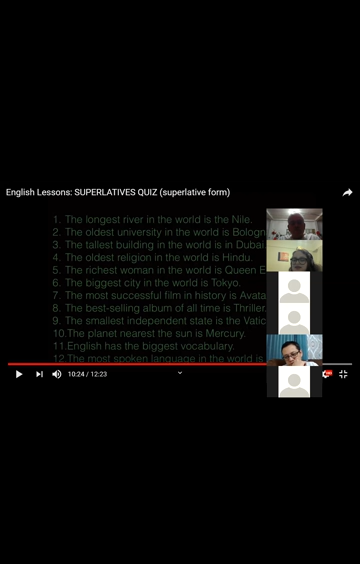 English Lessons: SUPERLATIVES QUIZ (superlative form)
1. The longest river in the world is the Nile.
2. The oldest university in the world is Bologn
3. The tallest building in the world is in Dubai.
4. The oldest religion in the world is Hindu.
5. The richest woman in the world is Queen E
6. The biggest city in the world is Tokyo.
7. The most successful film in history is Avata
8. The best-selling album of all time is Thriller.
9. The smallest independent state is the Vatic
10.The planet nearest the sun is Mercury.
11.English has the biggest vocabulary.
12.The most spoken language in the world is
10:24 / 12:23